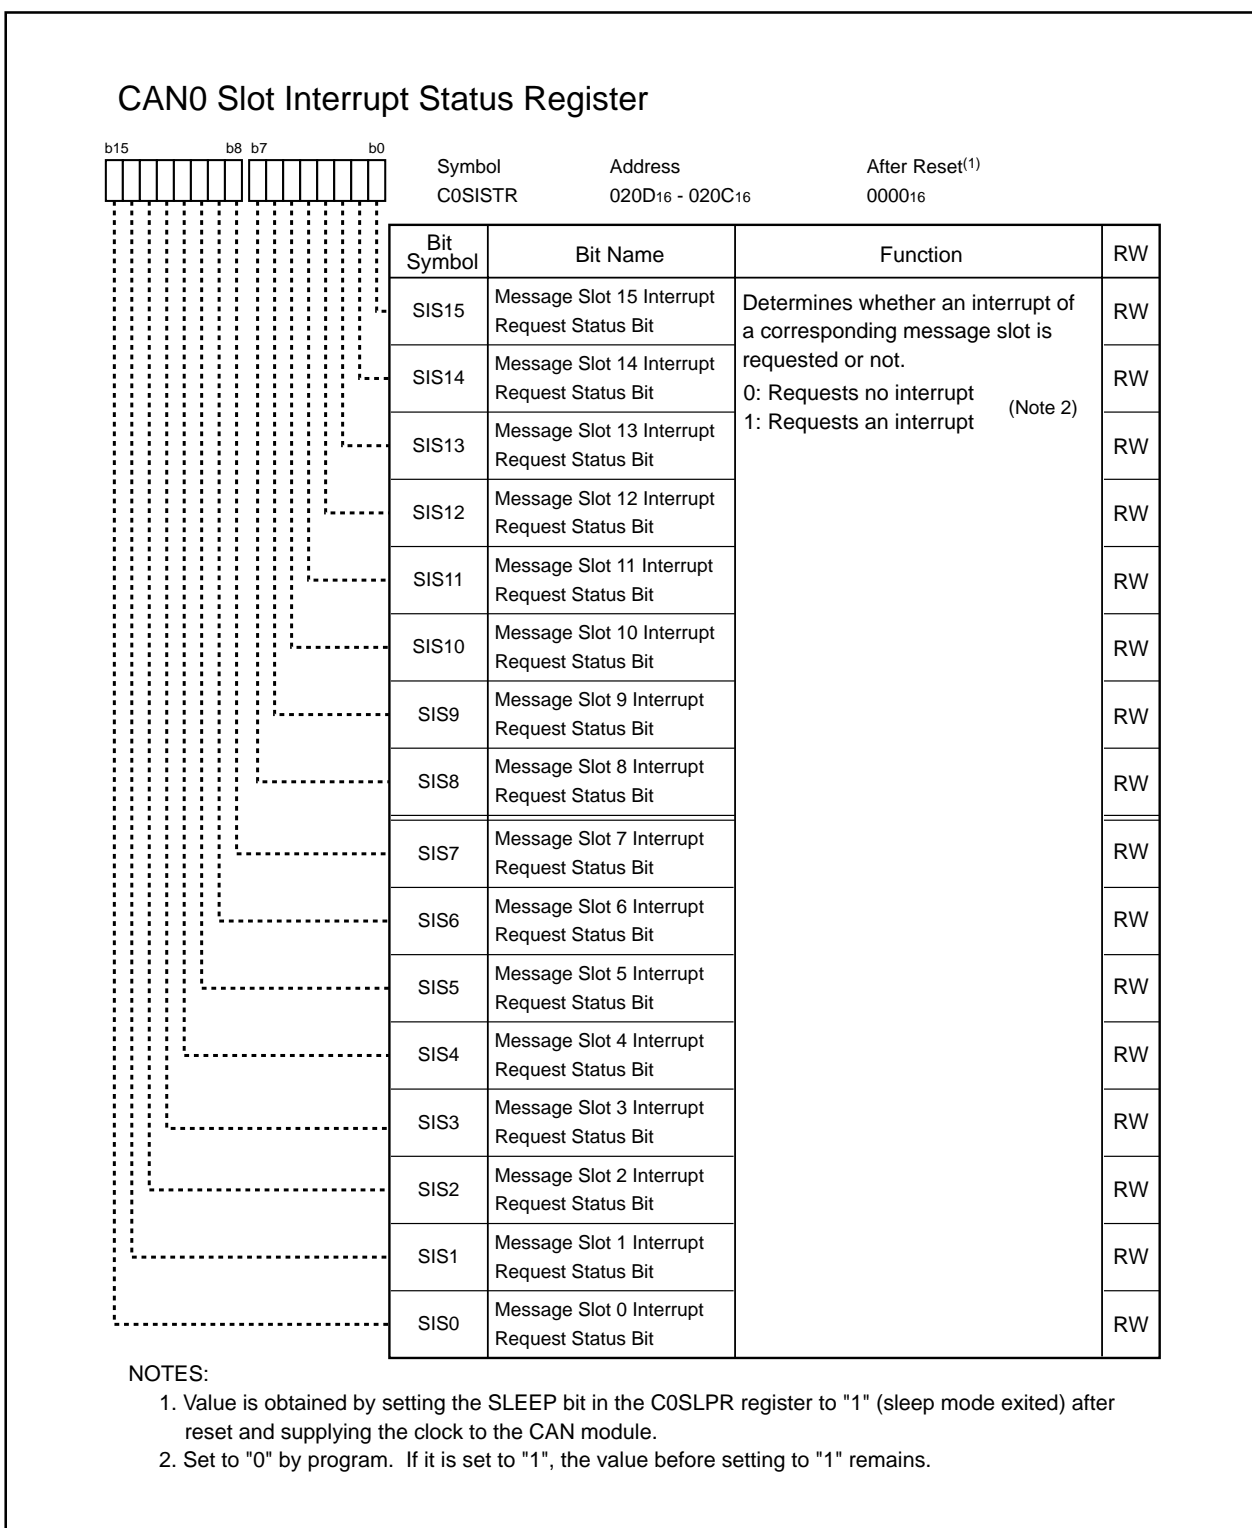 CAN0 Slot Interrupt Status Register
b15 b8 b7 b0
Symbol Address After Reset(1)
C0SISTR 020D16 - 020C16 000016
Bit Symbol Bit Name Function RW
SIS15 Message Slot 15 Interrupt Request Status Bit RW
Determines whether an interrupt of
a corresponding message slot is
requested or not.
0: Requests no interrupt
1: Requests an interrupt (Note 2)
SIS14 Message Slot 14 Interrupt Request Status Bit RW
SIS13 Message Slot 13 Interrupt Request Status Bit RW
SIS12 Message Slot 12 Interrupt Request Status Bit RW
SIS11 Message Slot 11 Interrupt Request Status Bit RW
SIS10 Message Slot 10 Interrupt Request Status Bit RW
SIS9 Message Slot 9 Interrupt Request Status Bit RW
SIS8 Message Slot 8 Interrupt Request Status Bit RW
SIS7 Message Slot 7 Interrupt Request Status Bit RW
SIS6 Message Slot 6 Interrupt Request Status Bit RW
SIS5 Message Slot 5 Interrupt Request Status Bit RW
SIS4 Message Slot 4 Interrupt Request Status Bit RW
SIS3 Message Slot 3 Interrupt Request Status Bit RW
SIS2 Message Slot 2 Interrupt Request Status Bit RW
SIS1 Message Slot 1 Interrupt Request Status Bit RW
SIS0 Message Slot 0 Interrupt Request Status Bit RW
NOTES:
1. Value is obtained by setting the SLEEP bit in the C0SLPR register to "1" (sleep mode exited) after
reset and supplying the clock to the CAN module.
2. Set to "0" by program. If it is set to "1", the value before setting to "1" remains.